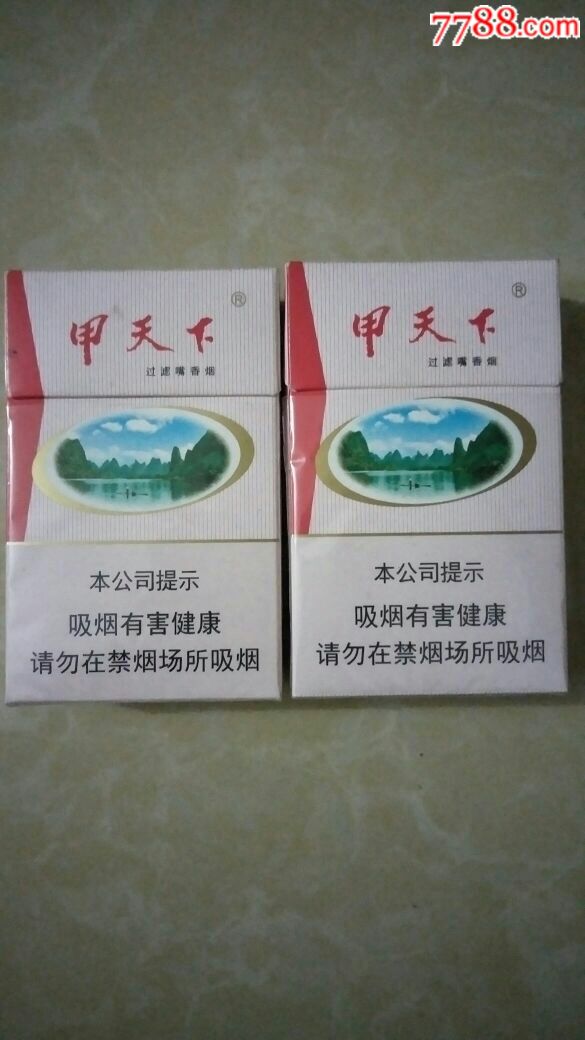 7788.com
甲天下®
过滤嘴香烟
本公司提示
吸烟有害健康
请勿在禁烟场所吸烟
甲天下®
过滤嘴香烟
本公司提示
吸烟有害健康
请勿在禁烟场所吸烟